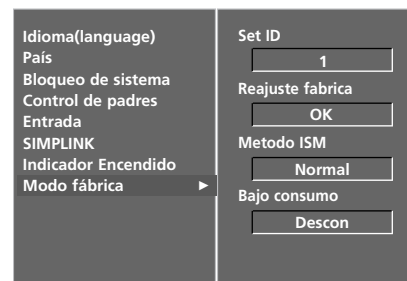 Idioma(language)
País
Bloqueo de sistema
Control de padres
Entrada
SIMPLINK
Indicador Encendido
Modo fábrica ►
Set ID
1
Reajuste fabrica
OK
Metodo ISM
Normal
Bajo consumo
Descon